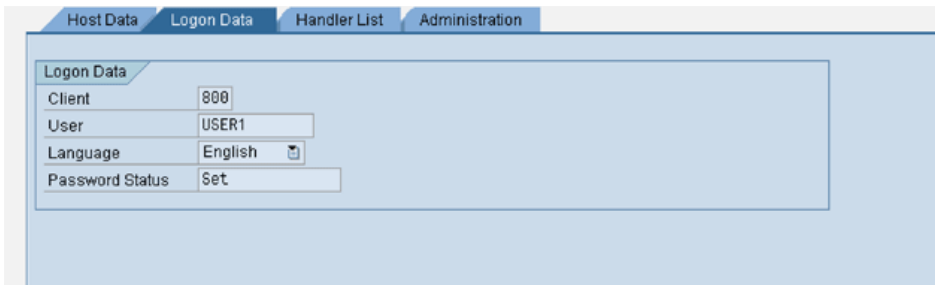 Host Data Logon Data Handler List Administration
Logon Data
Client 800
User USER1
Language English
Password Status Set